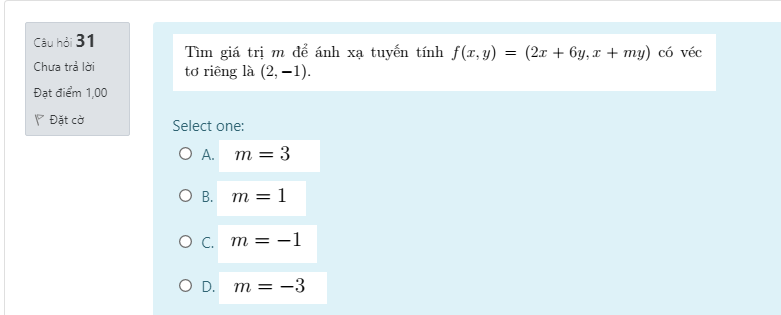 Câu hỏi 31
Chưa trả lời
Đạt điểm 1,00
Đặt cờ
Tìm giá trị m để ánh xạ tuyến tính f(x, y) = (2x + 6y, x + my) có véc
tơ riêng là (2, −1).
Select one:
A. m = 3
B. m = 1
C. m = −1
D. m = −3